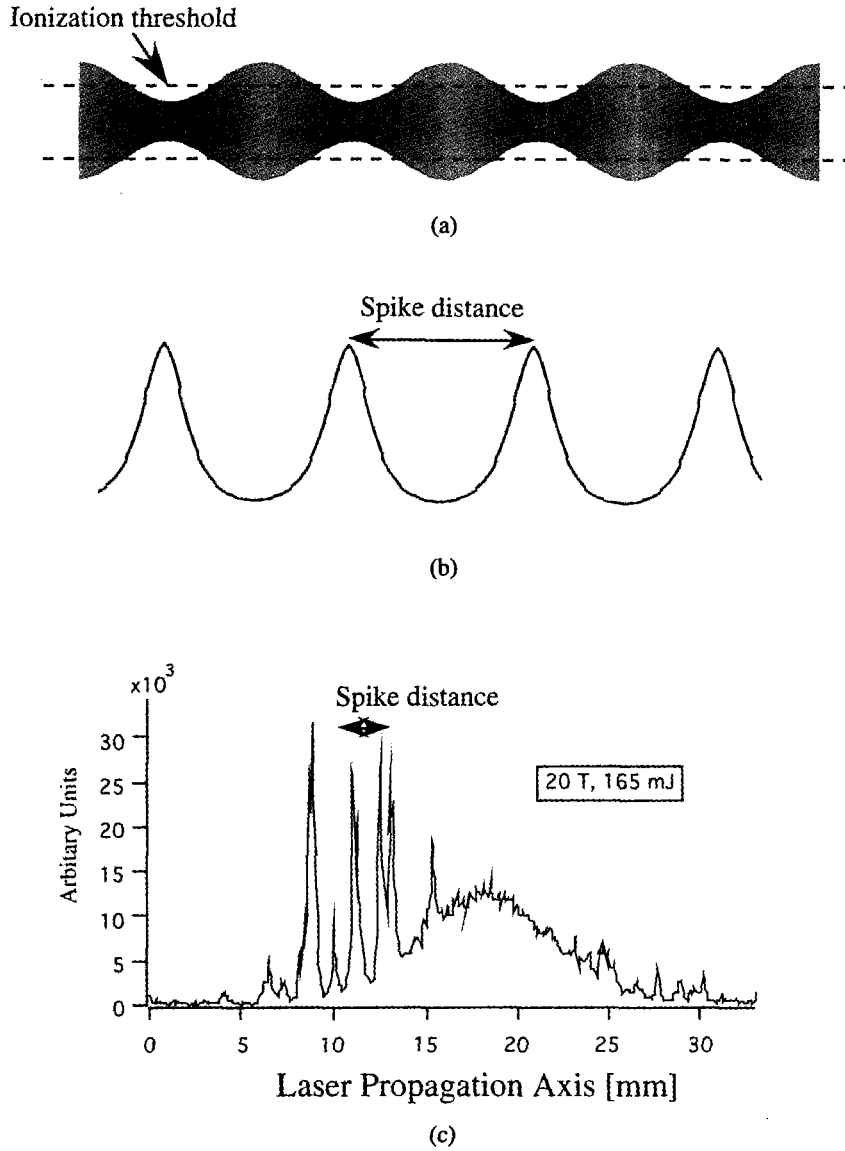 Ionization threshold
(a)
Spike distance
(b)
x10³
Spike distance
30
25
20
15
10
5
0
Arbitary Units
20 T, 165 mJ
0 5 10 15 20 25 30
Laser Propagation Axis [mm]
(c)